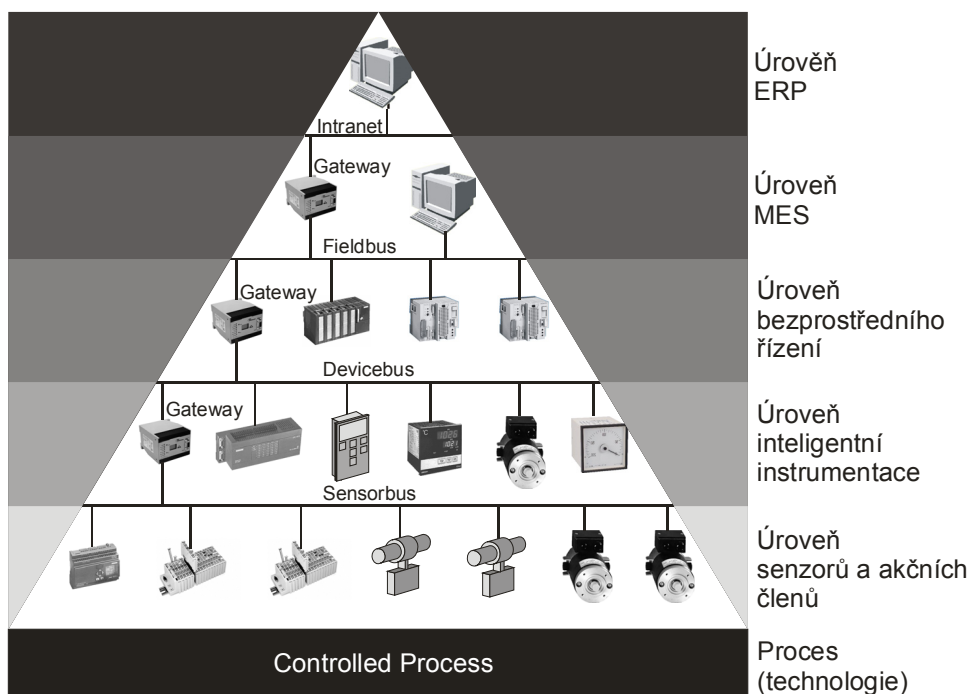 Úrověň
ERP
Intranet
Gateway
Úroveň
MES
Fieldbus
Gateway
Úroveň
bezprostředního
řízení
Devicebus
Gateway
Úroveň
inteligentní
instrumentace
Sensorbus
Úroveň
senzorů a akčních
členů
Controlled Process
Proces
(technologie)